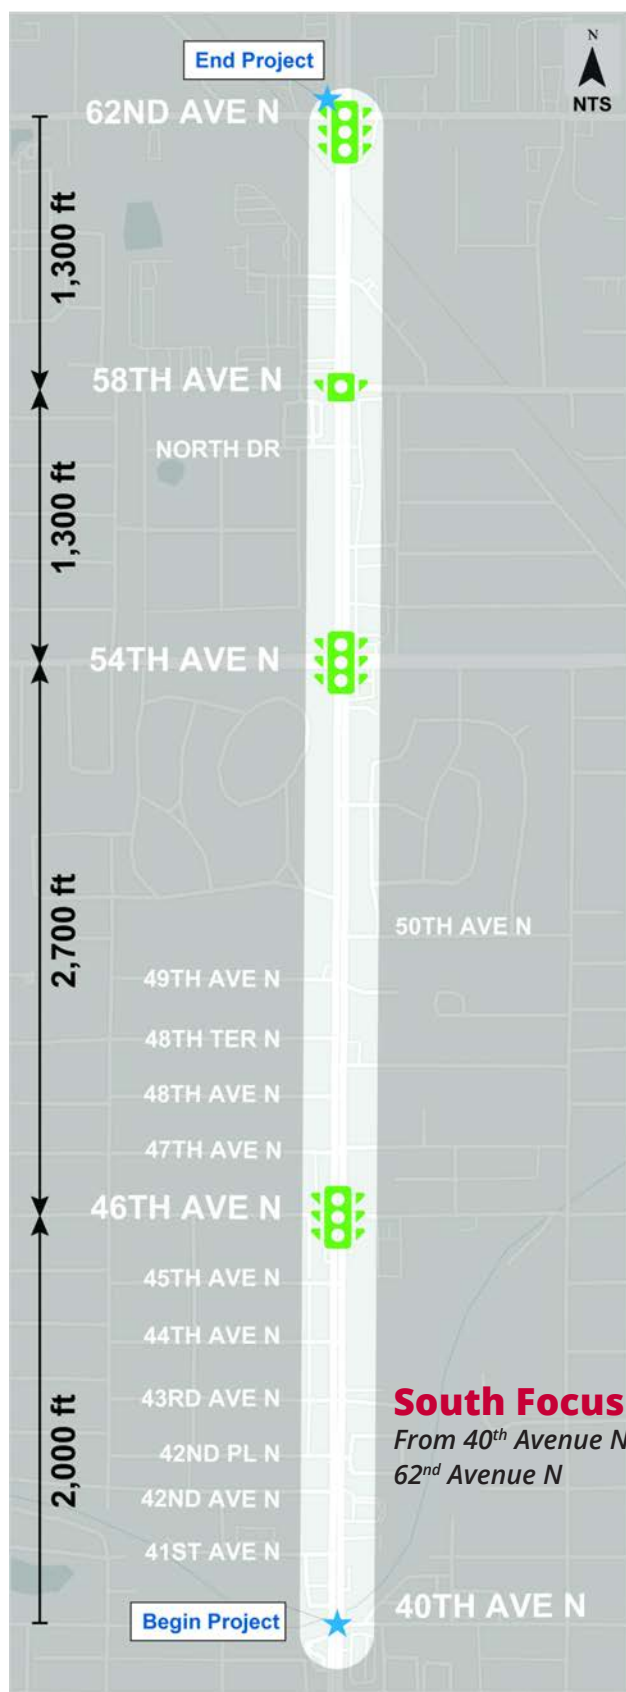 End Project
N
NTS
62ND AVE N
1,300 ft
58TH AVE N
NORTH DR
1,300 ft
54TH AVE N
2,700 ft
50TH AVE N
49TH AVE N
48TH TER N
48TH AVE N
47TH AVE N
46TH AVE N
45TH AVE N
44TH AVE N
43RD AVE N
South Focus
From 40th Avenue N
62nd Avenue N
2,000 ft
42ND PL N
42ND AVE N
41ST AVE N
40TH AVE N
Begin Project